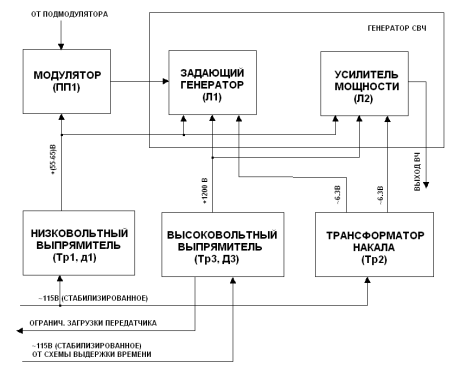 ОТ ПОДМОДУЛЯТОРА
ГЕНЕРАТОР СВЧ
МОДУЛЯТОР
(ПП1)
ЗАДАЮЩИЙ
ГЕНЕРАТОР
(Л1)
УСИЛИТЕЛЬ
МОЩНОСТИ
(Л2)
+(55-65)В
+1200 В
~6,3В
~6,3В
ВЫХОД ВЧ
НИЗКОВОЛЬТНЫЙ
ВЫПРЯМИТЕЛЬ
(Тр1, д1)
ВЫСОКОВОЛЬТНЫЙ
ВЫПРЯМИТЕЛЬ
(Тр3, Д3)
ТРАНСФОРМАТОР
НАКАЛА
(Тр2)
~115В (СТАБИЛИЗИРОВАННОЕ)
ОГРАНИЧ. ЗАГРУЗКИ ПЕРЕДАТЧИКА
~115В (СТАБИЛИЗИРОВАННОЕ)
ОТ СХЕМЫ ВЫДЕРЖКИ ВРЕМЕНИ